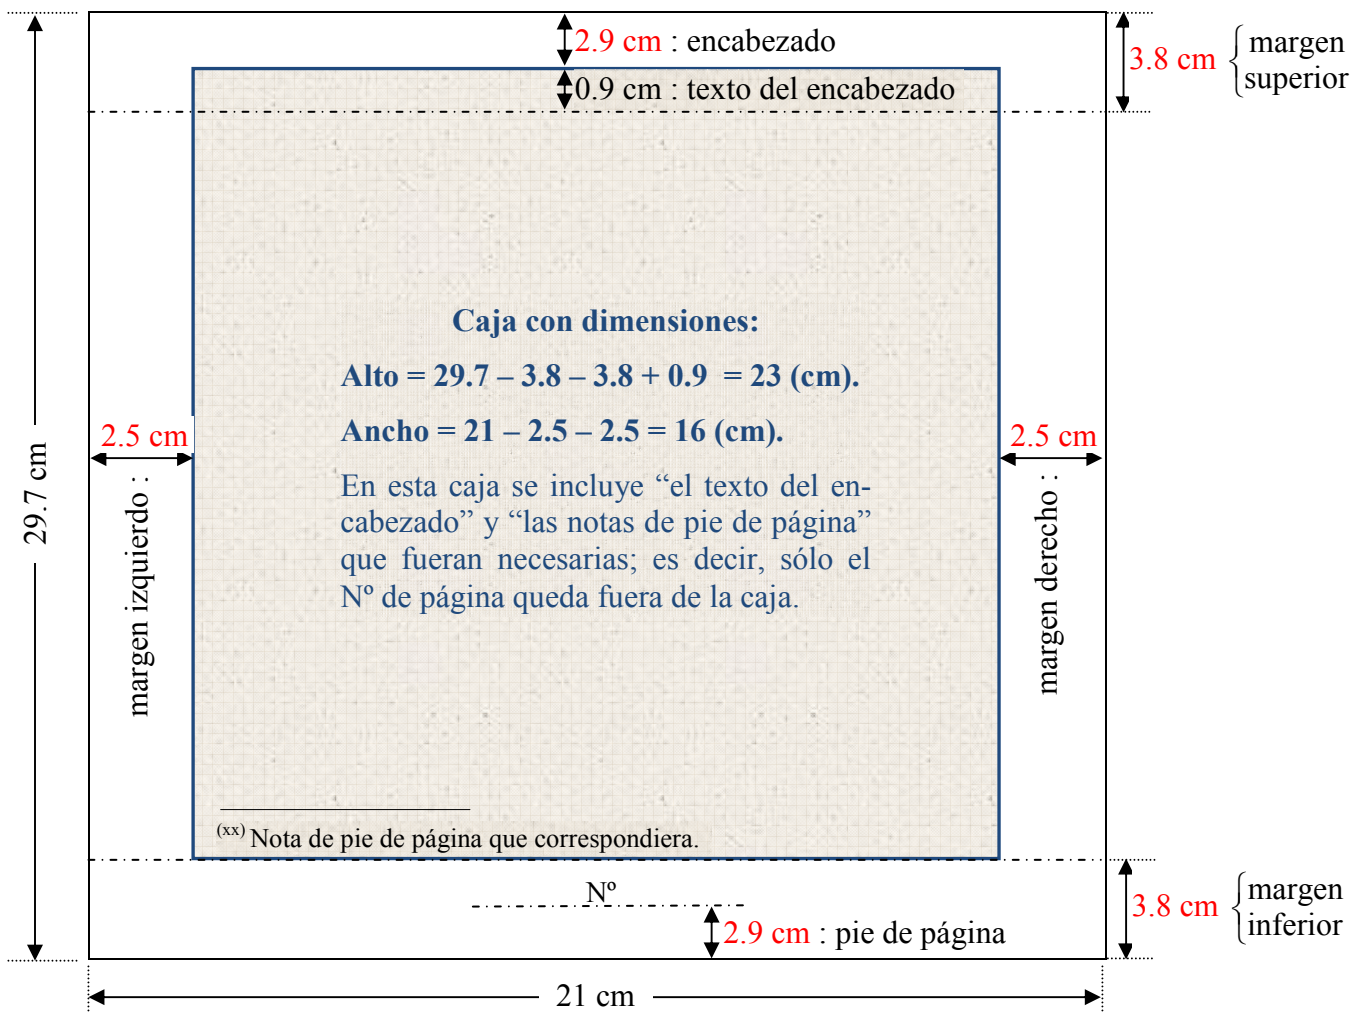 2.9 cm : encabezado
3.8 cm { margen
superior
0.9 cm : texto del encabezado
Caja con dimensiones:
Alto = 29.7 – 3.8 – 3.8 + 0.9 = 23 (cm).
Ancho = 21 – 2.5 – 2.5 = 16 (cm).
2.5 cm
2.5 cm
29.7 cm
margen izquierdo :
margen derecho :
En esta caja se incluye “el texto del en-
cabezado” y “las notas de pie de página”
que fueran necesarias; es decir, sólo el
Nº de página queda fuera de la caja.
(xx) Nota de pie de página que correspondiera.
Nº
3.8 cm { margen
inferior
2.9 cm : pie de página
21 cm